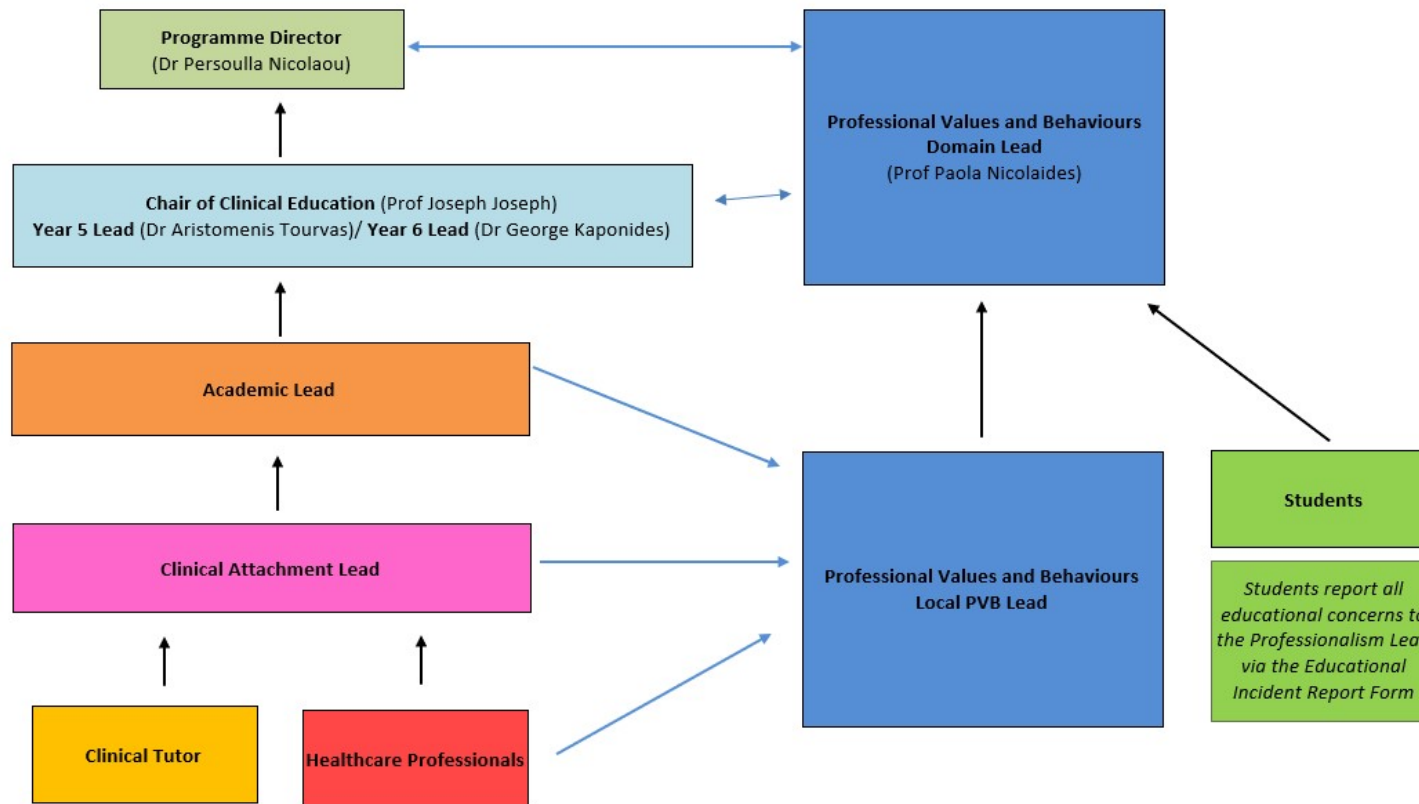 Programme Director
(Dr Persoulla Nicolaou)
Professional Values and Behaviours
Domain Lead
(Prof Paola Nicolaides)
Chair of Clinical Education (Prof Joseph Joseph)
Year 5 Lead (Dr Aristomenis Tourvas)/ Year 6 Lead (Dr George Kaponides)
Academic Lead
Clinical Attachment Lead
Professional Values and Behaviours
Local PVB Lead
Students
Students report all
educational concerns to
the Professionalism Lea
via the Educational
Incident Report Form
Clinical Tutor
Healthcare Professionals